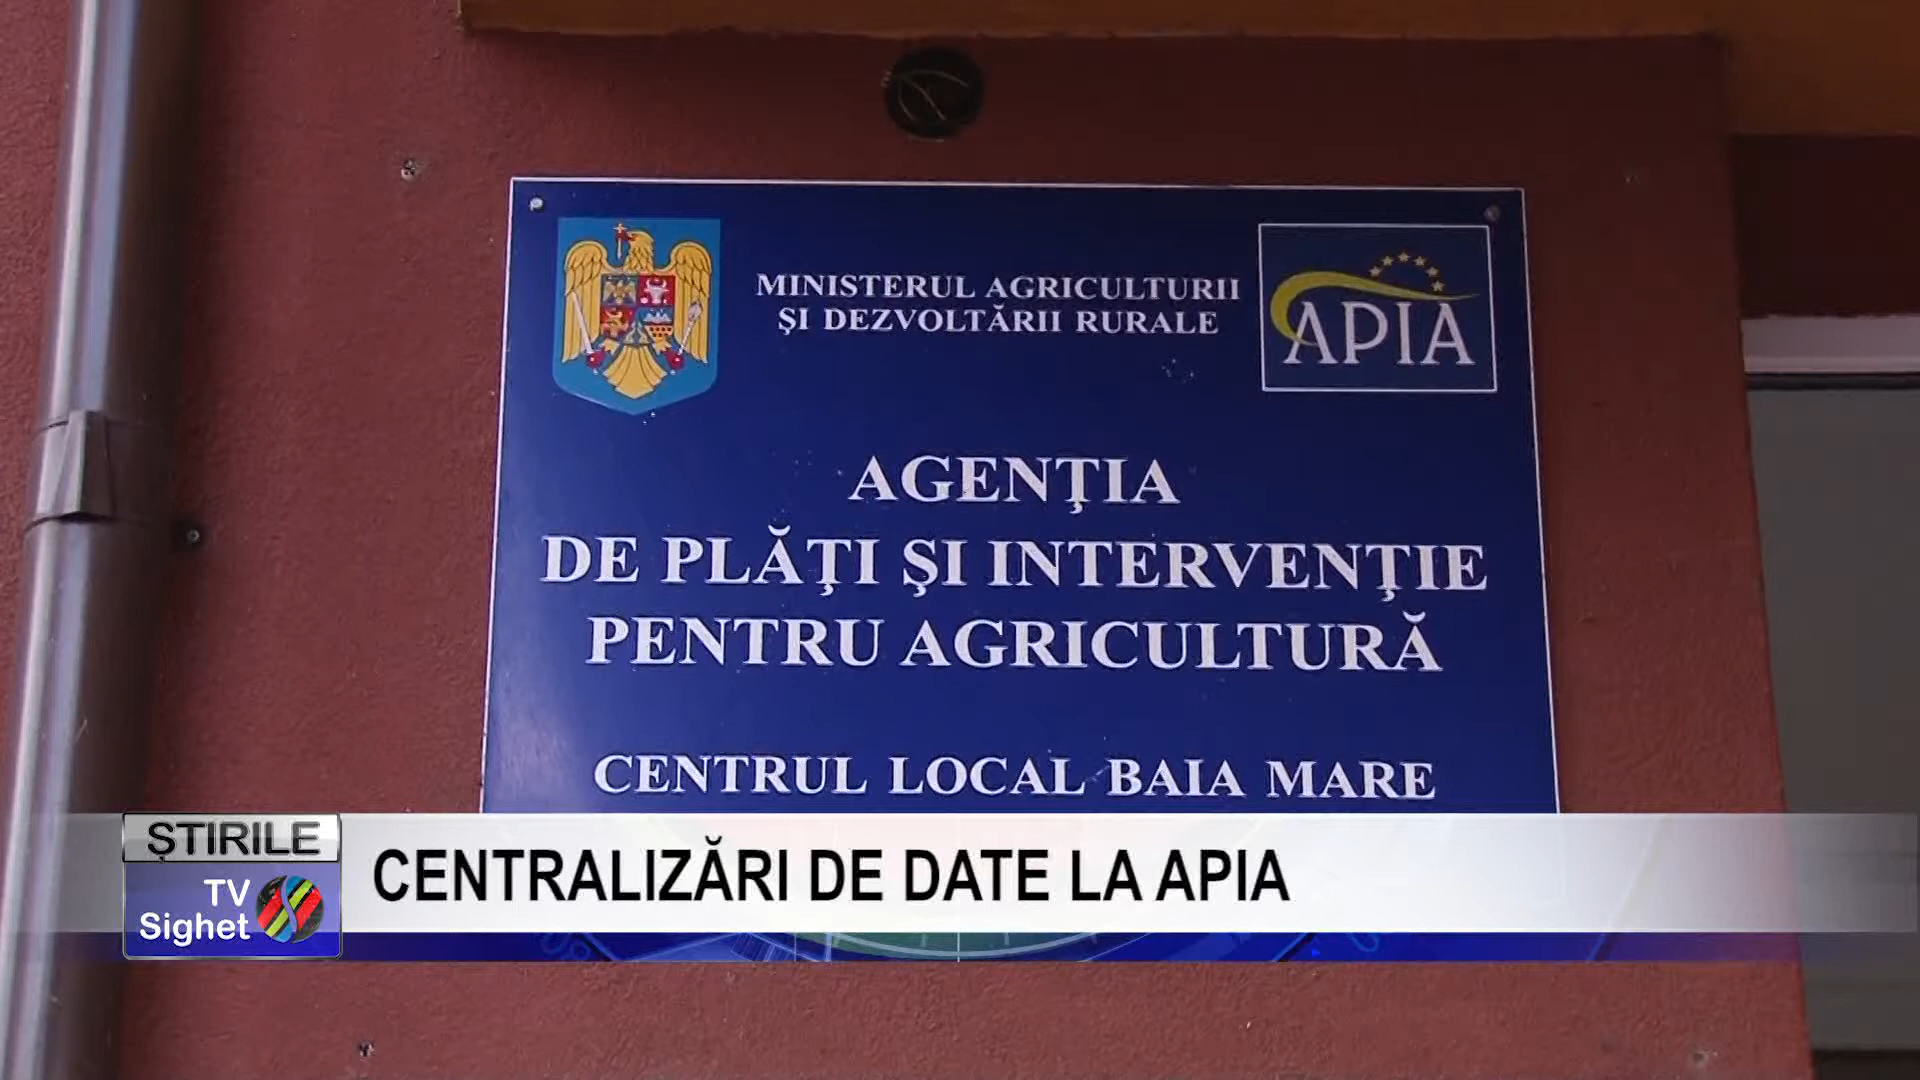 MINISTERUL AGRICULTURII
ŞI DEZVOLTĂRII RURALE
APIA
AGENŢIA
DE PLĂŢI ŞI INTERVENŢIE
PENTRU AGRICULTURĂ
CENTRUL LOCAL BAIA MARE
ȘTIRILE
TV
Sighet
CENTRALIZĂRI DE DATE LA APIA